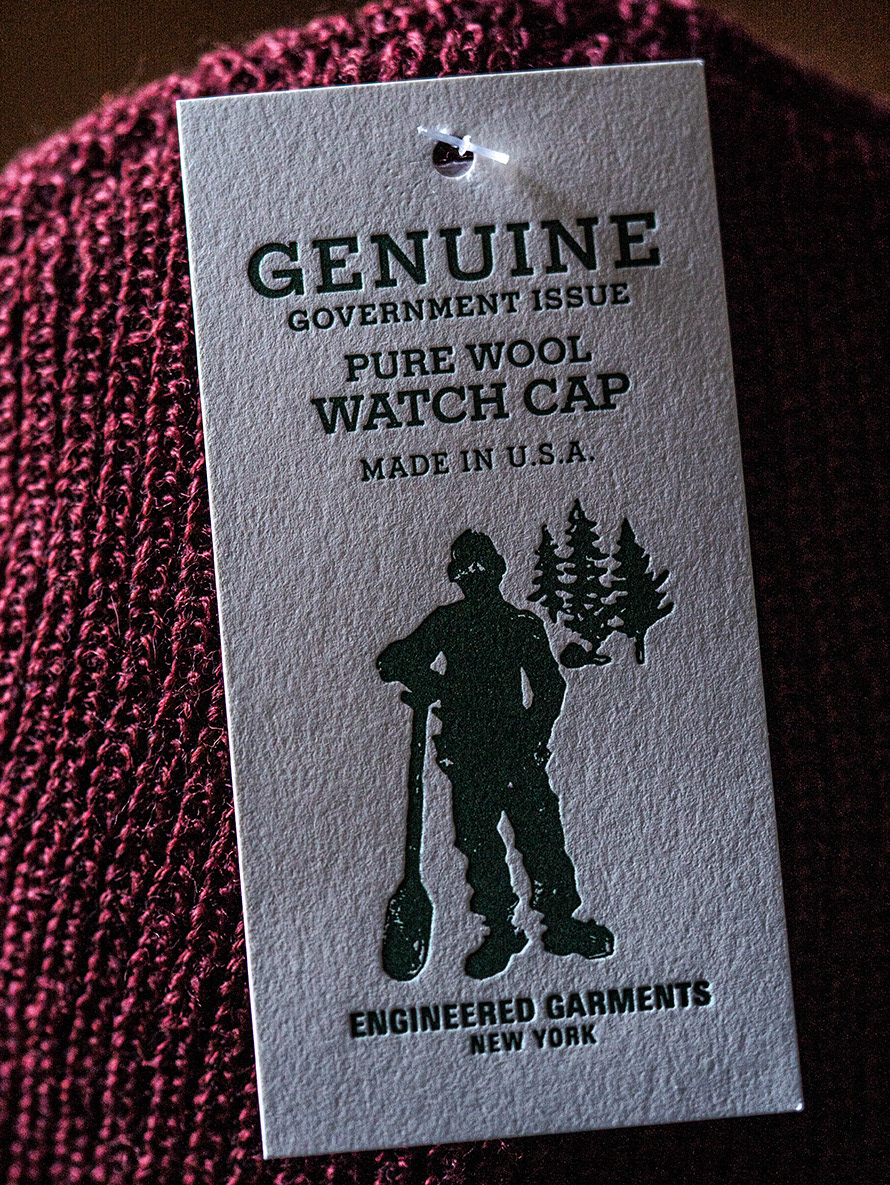 GENUINE
GOVERNMENT ISSUE
PURE WOOL
WATCH CAP
MADE IN U.S.A.
ENGINEERED GARMENTS
NEW YORK